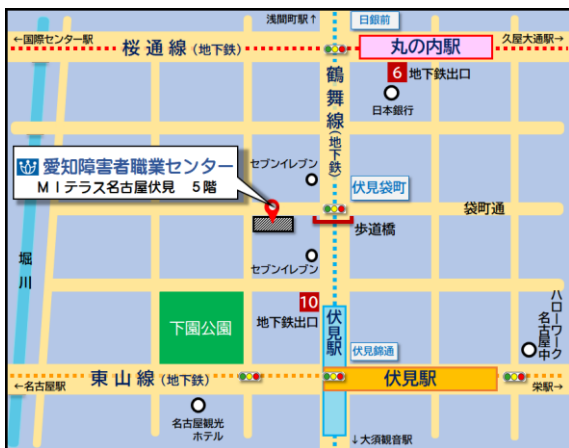 浅間町駅↑
日銀前
←国際センター駅
桜通線(地下鉄)
丸の内駅
久屋大通駅→
6 地下鉄出口
日本銀行
鶴舞線(地下鉄)
愛知障害者職業センター
MIテラス名古屋伏見 5階
セブンイレブン
伏見袋町
袋町通
歩道橋
セブンイレブン
堀川
10
地下鉄出口
下園公園
伏見駅
伏見錦通
ハローワーク
名古屋中
東山線(地下鉄)
伏見駅
←名古屋駅
栄駅→
名古屋観光
ホテル
↓大須観音駅